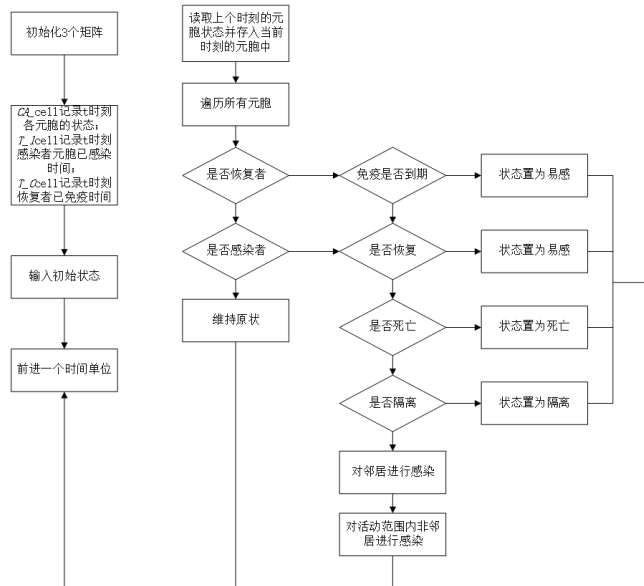 初始化3个矩阵
CA_cell记录t时刻
各元胞的状态；
T_Icell记录t时刻
感染者元胞已感染
时间；
T_Ocell记录t时刻
恢复者已免疫时间
输入初始状态
前进一个时间单位
读取上个时刻的元
胞状态并存入当前
时刻的元胞中
遍历所有元胞
是否恢复者
免疫是否到期
状态置为易感
是否感染者
是否恢复
状态置为易感
维持原状
是否死亡
状态置为死亡
是否隔离
状态置为隔离
对邻居进行感染
对活动范围内非邻
居进行感染